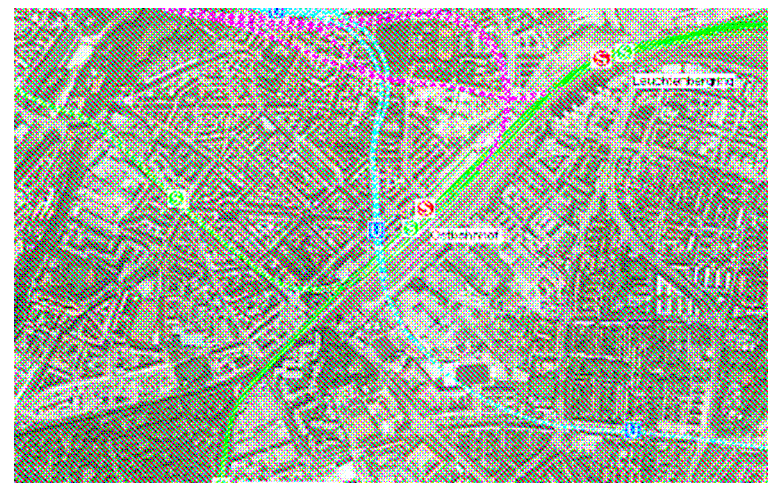 U
S S
Leuchtenbergring
S
S
U S
Ostbahnhof
U